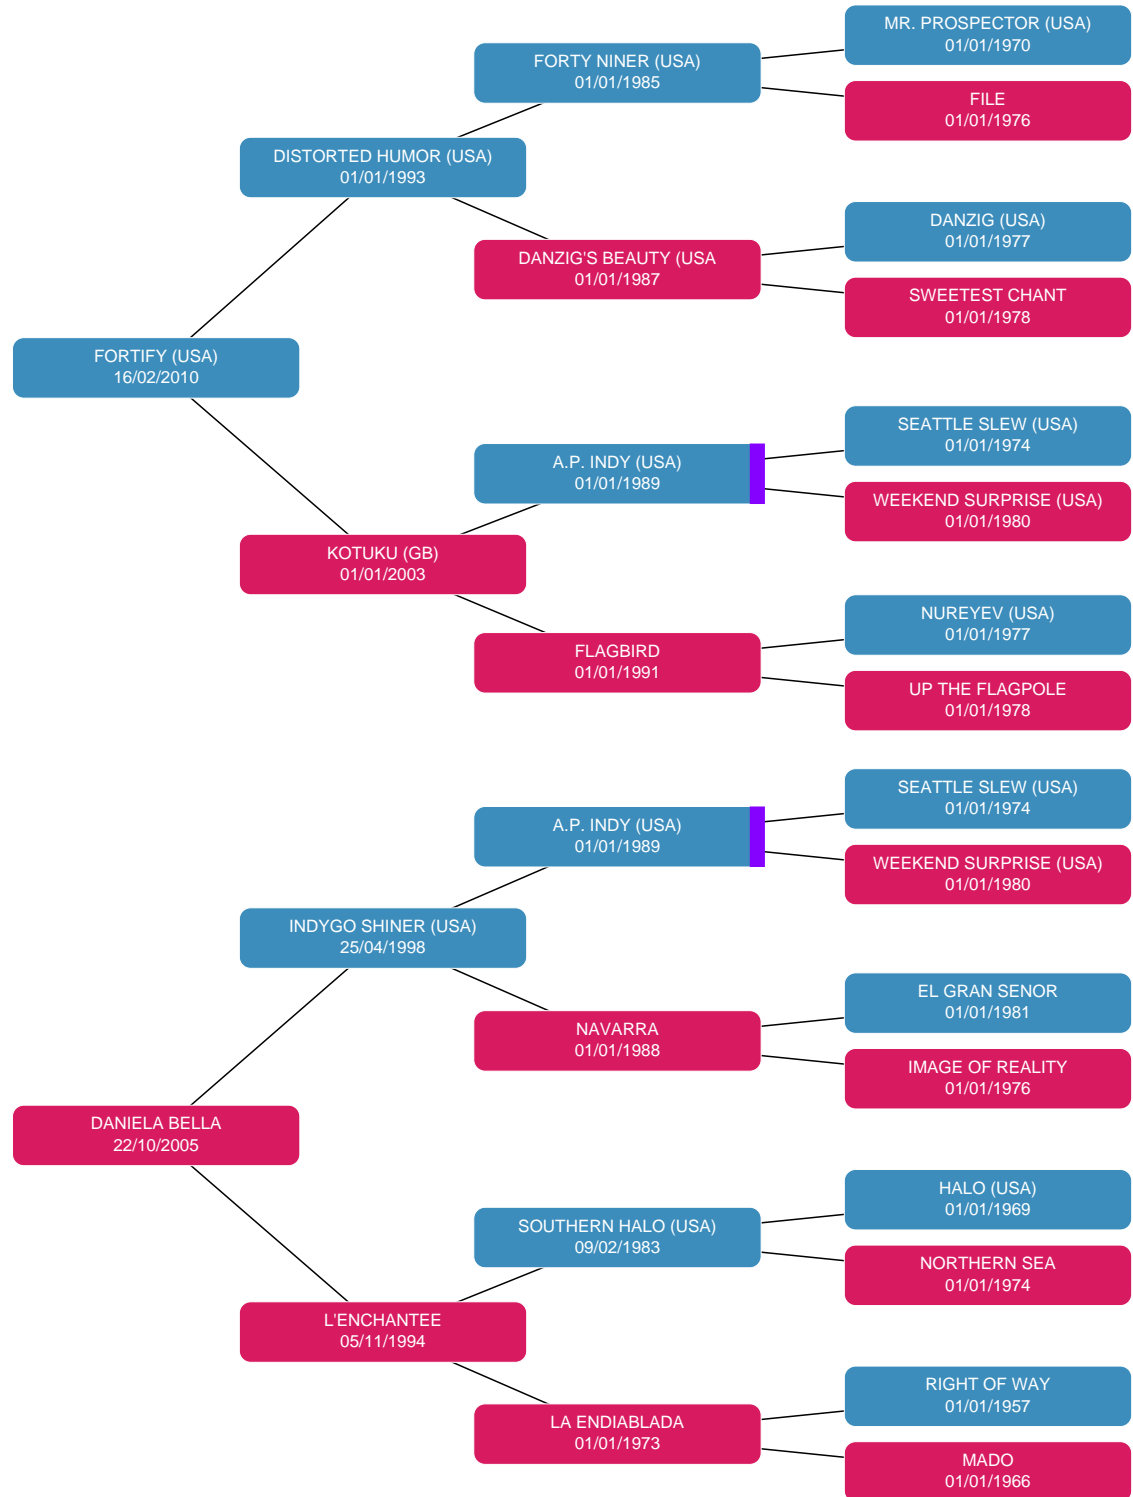 MR. PROSPECTOR (USA)
01/01/1970
FORTY NINER (USA)
01/01/1985
FILE
01/01/1976
DISTORTED HUMOR (USA)
01/01/1993
DANZIG (USA)
01/01/1977
DANZIG'S BEAUTY (USA
01/01/1987
SWEETEST CHANT
01/01/1978
FORTIFY (USA)
16/02/2010
SEATTLE SLEW (USA)
01/01/1974
A.P. INDY (USA)
01/01/1989
WEEKEND SURPRISE (USA)
01/01/1980
KOTUKU (GB)
01/01/2003
NUREYEV (USA)
01/01/1977
FLAGBIRD
01/01/1991
UP THE FLAGPOLE
01/01/1978
SEATTLE SLEW (USA)
01/01/1974
A.P. INDY (USA)
01/01/1989
WEEKEND SURPRISE (USA)
01/01/1980
INDYGO SHINER (USA)
25/04/1998
EL GRAN SENOR
01/01/1981
NAVARRA
01/01/1988
IMAGE OF REALITY
01/01/1976
DANIELA BELLA
22/10/2005
HALO (USA)
01/01/1969
SOUTHERN HALO (USA)
09/02/1983
NORTHERN SEA
01/01/1974
L'ENCHANTEE
05/11/1994
RIGHT OF WAY
01/01/1957
LA ENDIABLADA
01/01/1973
MADO
01/01/1966